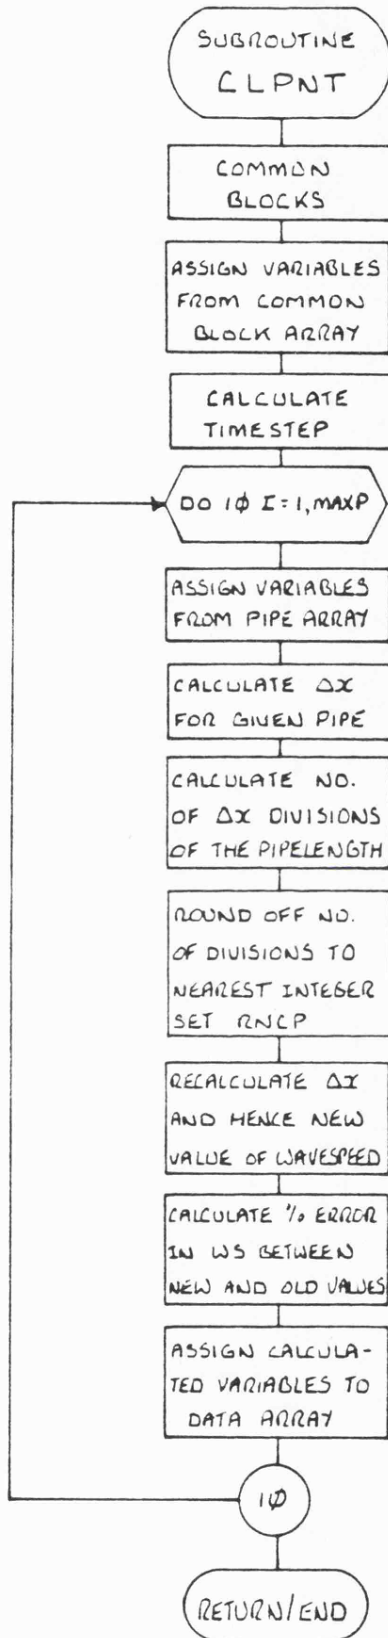 SUBROUTINE
CLPNT
COMMON
BLOCKS
ASSIGN VARIABLES
FROM COMMON
BLOCK ARRAY
CALCULATE
TIMESTEP
DO 1Ø I=1,MAXP
ASSIGN VARIABLES
FROM PIPE ARRAY
CALCULATE Δx
FOR GIVEN PIPE
CALCULATE NO.
OF Δx DIVISIONS
OF THE PIPELENGTH
ROUND OFF NO.
OF DIVISIONS TO
NEAREST INTEGER
SET RNCP
RECALCULATE Δx
AND HENCE NEW
VALUE OF WAVESPEED
CALCULATE % ERROR
IN WS BETWEEN
NEW AND OLD VALUES
ASSIGN CALCULA-
TED VARIABLES TO
DATA ARRAY
1Ø
RETURN/END